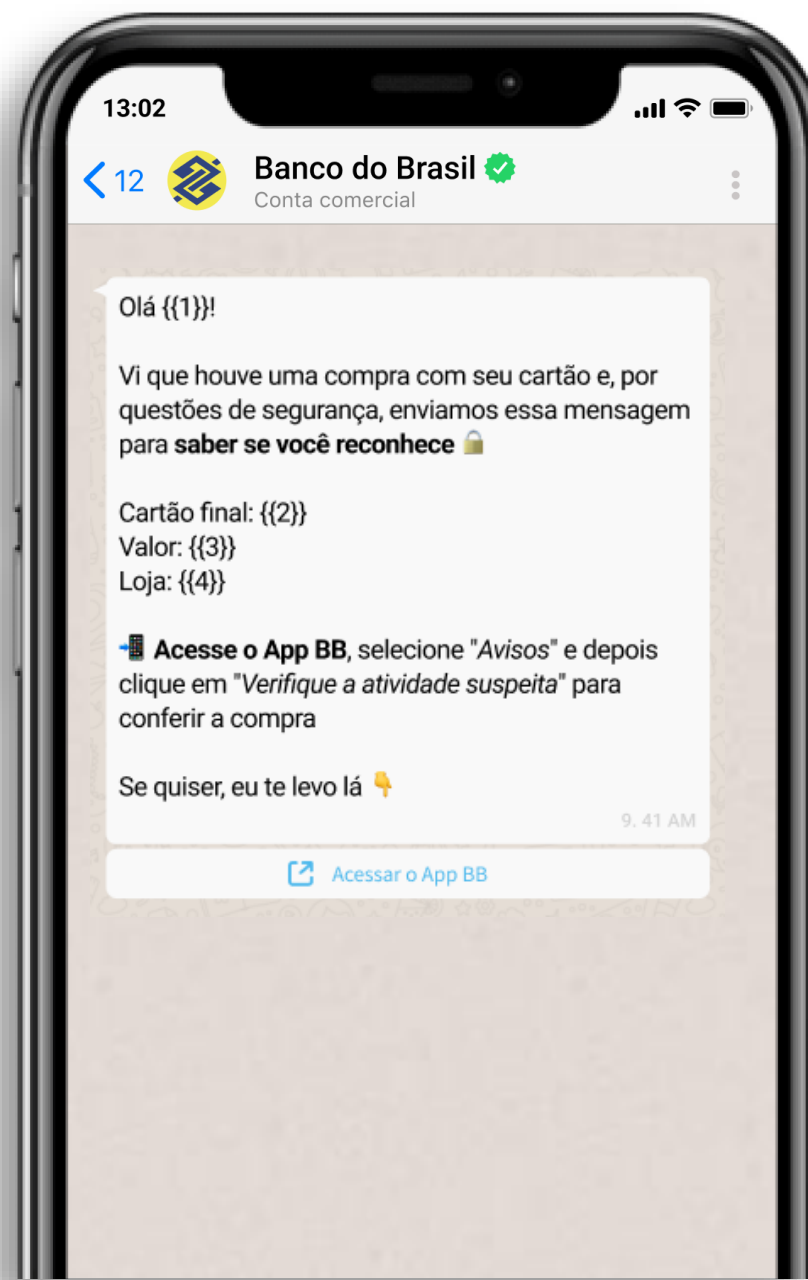 13:02
12
Banco do Brasil
Conta comercial
Olá {{1}}!
Vi que houve uma compra com seu cartão e, por
questões de segurança, enviamos essa mensagem
para saber se você reconhece 🔒
Cartão final: {{2}}
Valor: {{3}}
Loja: {{4}}
📲 Acesse o App BB, selecione "Avisos" e depois
clique em "Verifique a atividade suspeita" para
conferir a compra
Se quiser, eu te levo lá 👇
9. 41 AM
Acessar o App BB